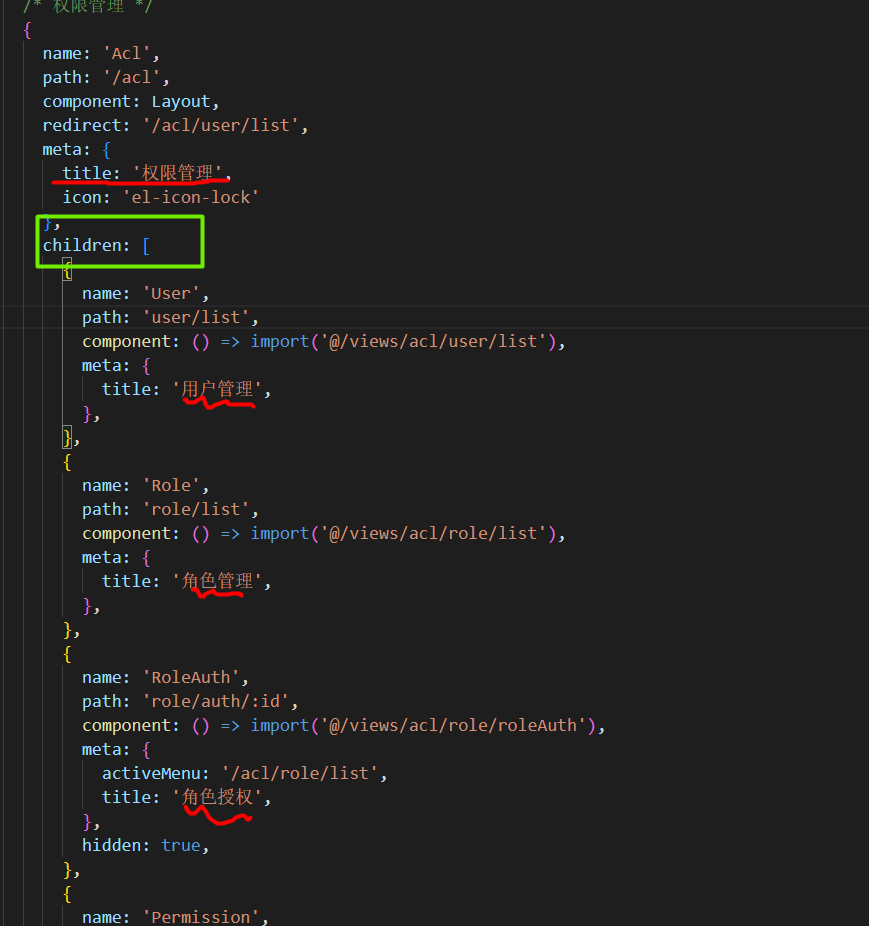 /* 权限管理 */
{
name: 'Acl',
path: '/acl',
component: Layout,
redirect: '/acl/user/list',
meta: {
title: '权限管理',
icon: 'el-icon-lock'
},
children: [
{
name: 'User',
path: 'user/list',
component: () => import('@/views/acl/user/list'),
meta: {
title: '用户管理',
},
},
{
name: 'Role',
path: 'role/list',
component: () => import('@/views/acl/role/list'),
meta: {
title: '角色管理',
},
},
{
name: 'RoleAuth',
path: 'role/auth/:id',
component: () => import('@/views/acl/role/roleAuth'),
meta: {
activeMenu: '/acl/role/list',
title: '角色授权',
},
hidden: true,
},
{
name: 'Permission',